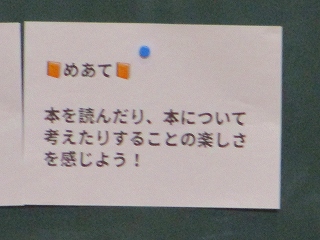 📙めあて📙
本を読んだり、本について
考えたりすることの楽しさ
を感じよう！